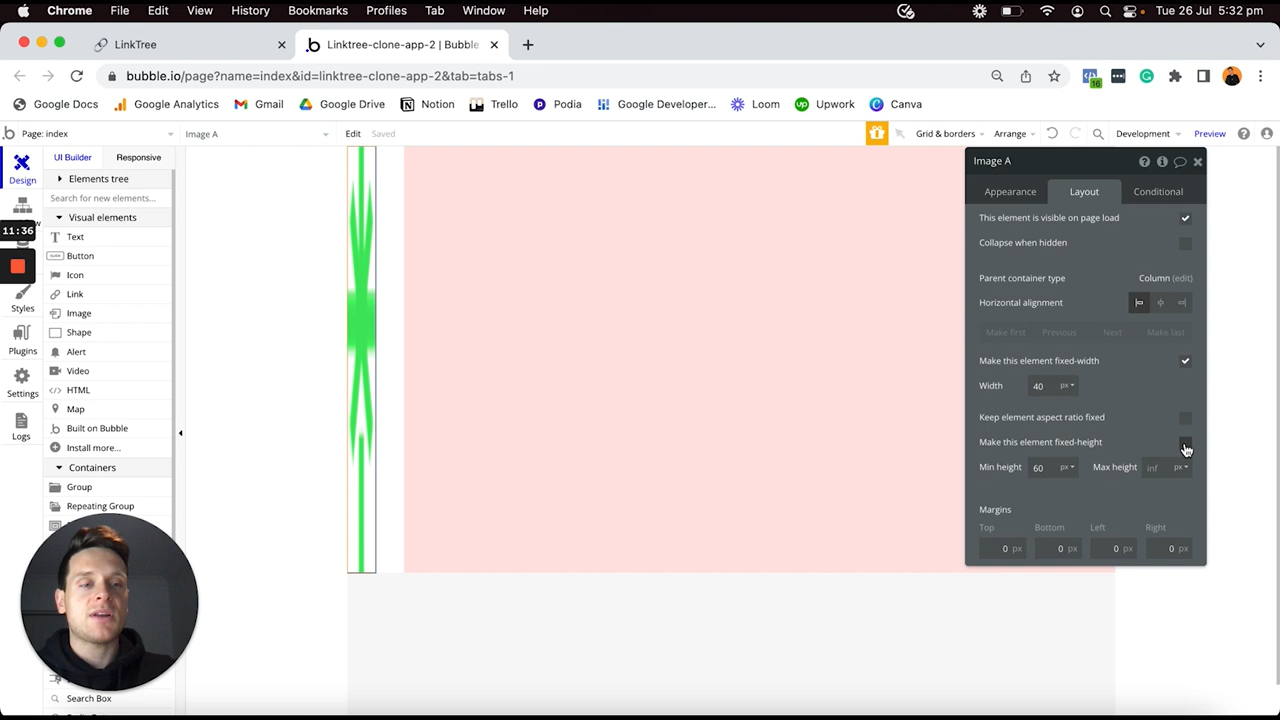 Chrome File Edit View History Bookmarks Profiles Tab Window Help Tue 26 Jul 5:32 pm
LinkTree Linktree-clone-app-2 | Bubble
bubble.io/page?name=index&id=linktree-clone-app-2&tab=tabs-1 16
Google Docs Google Analytics Gmail Google Drive Notion Trello Podia Google Developer... Loom Upwork Canva
Page: index Image A Edit Saved Grid & borders Arrange Development Preview
UI Builder Responsive
Design
Elements tree
Search for new elements...
Visual elements
11:36
Text
Button
Icon
Link
Styles
Image
Shape
Plugins
Alert
Video
Settings
HTML
Map
Logs
Built on Bubble
Install more...
Containers
Group
Repeating Group
Search Box
Image A
Appearance Layout Conditional
This element is visible on page load
Collapse when hidden
Parent container type Column (edit)
Horizontal alignment
Make first Previous Next Make last
Make this element fixed-width
Width 40 px
Keep element aspect ratio fixed
Make this element fixed-height
Min height 60 px Max height inf px
Margins
Top Bottom Left Right
0 px 0 px 0 px 0 px